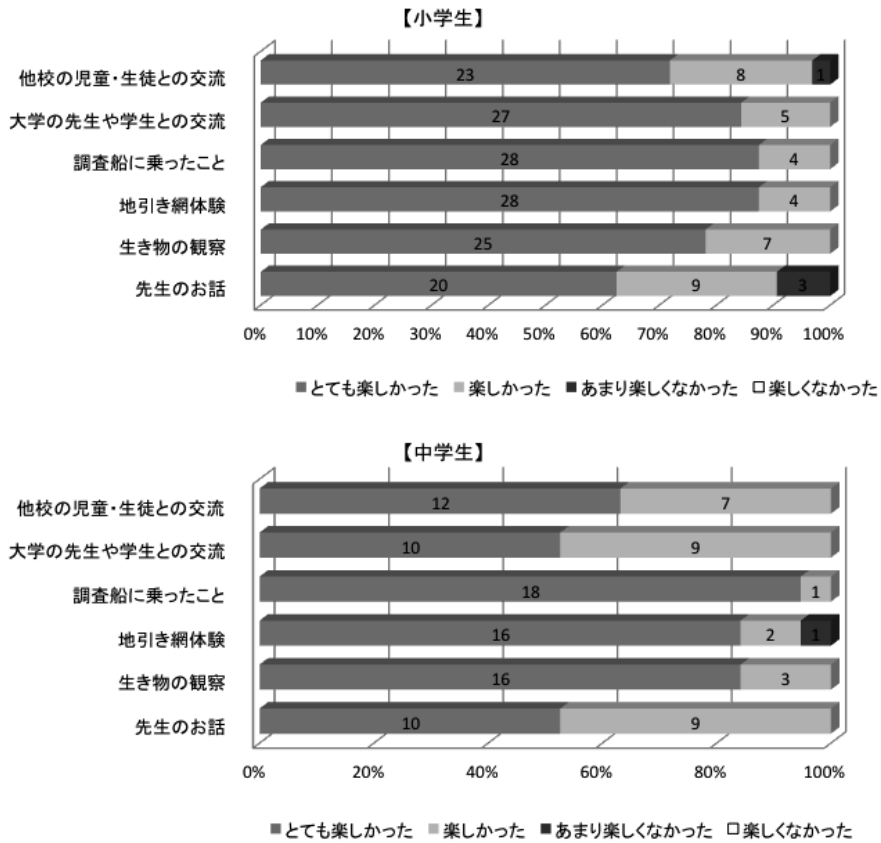 【小学生】
他校の児童・生徒との交流 23 8 1
大学の先生や学生との交流 27 5
調査船に乗ったこと 28 4
地引き網体験 28 4
生き物の観察 25 7
先生のお話 20 9 3
0% 10% 20% 30% 40% 50% 60% 70% 80% 90% 100%
■とても楽しかった ■楽しかった ■あまり楽しくなかった □楽しくなかった
【中学生】
他校の児童・生徒との交流 12 7
大学の先生や学生との交流 10 9
調査船に乗ったこと 18 1
地引き網体験 16 2 1
生き物の観察 16 3
先生のお話 10 9
0% 20% 40% 60% 80% 100%
■とても楽しかった ■楽しかった ■あまり楽しくなかった □楽しくなかった